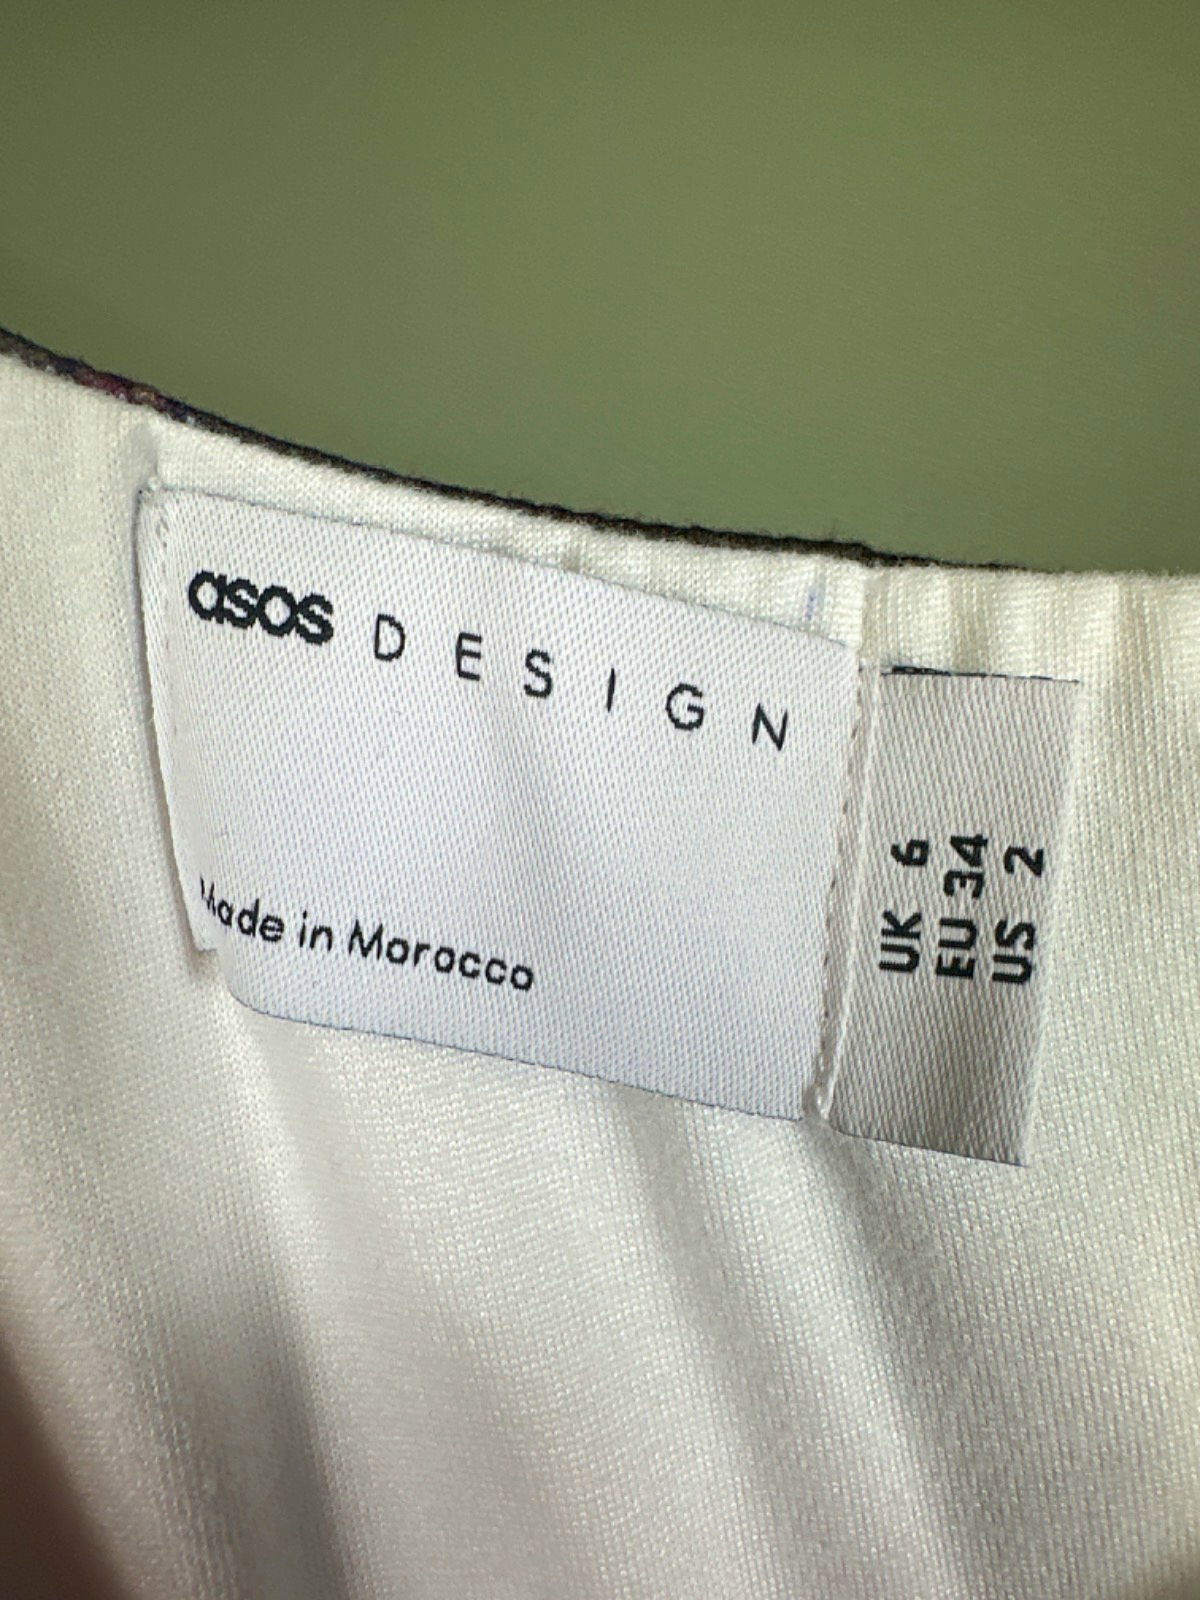 asos DESIGN
Made in Morocco
UK 6
EU 34
US 2